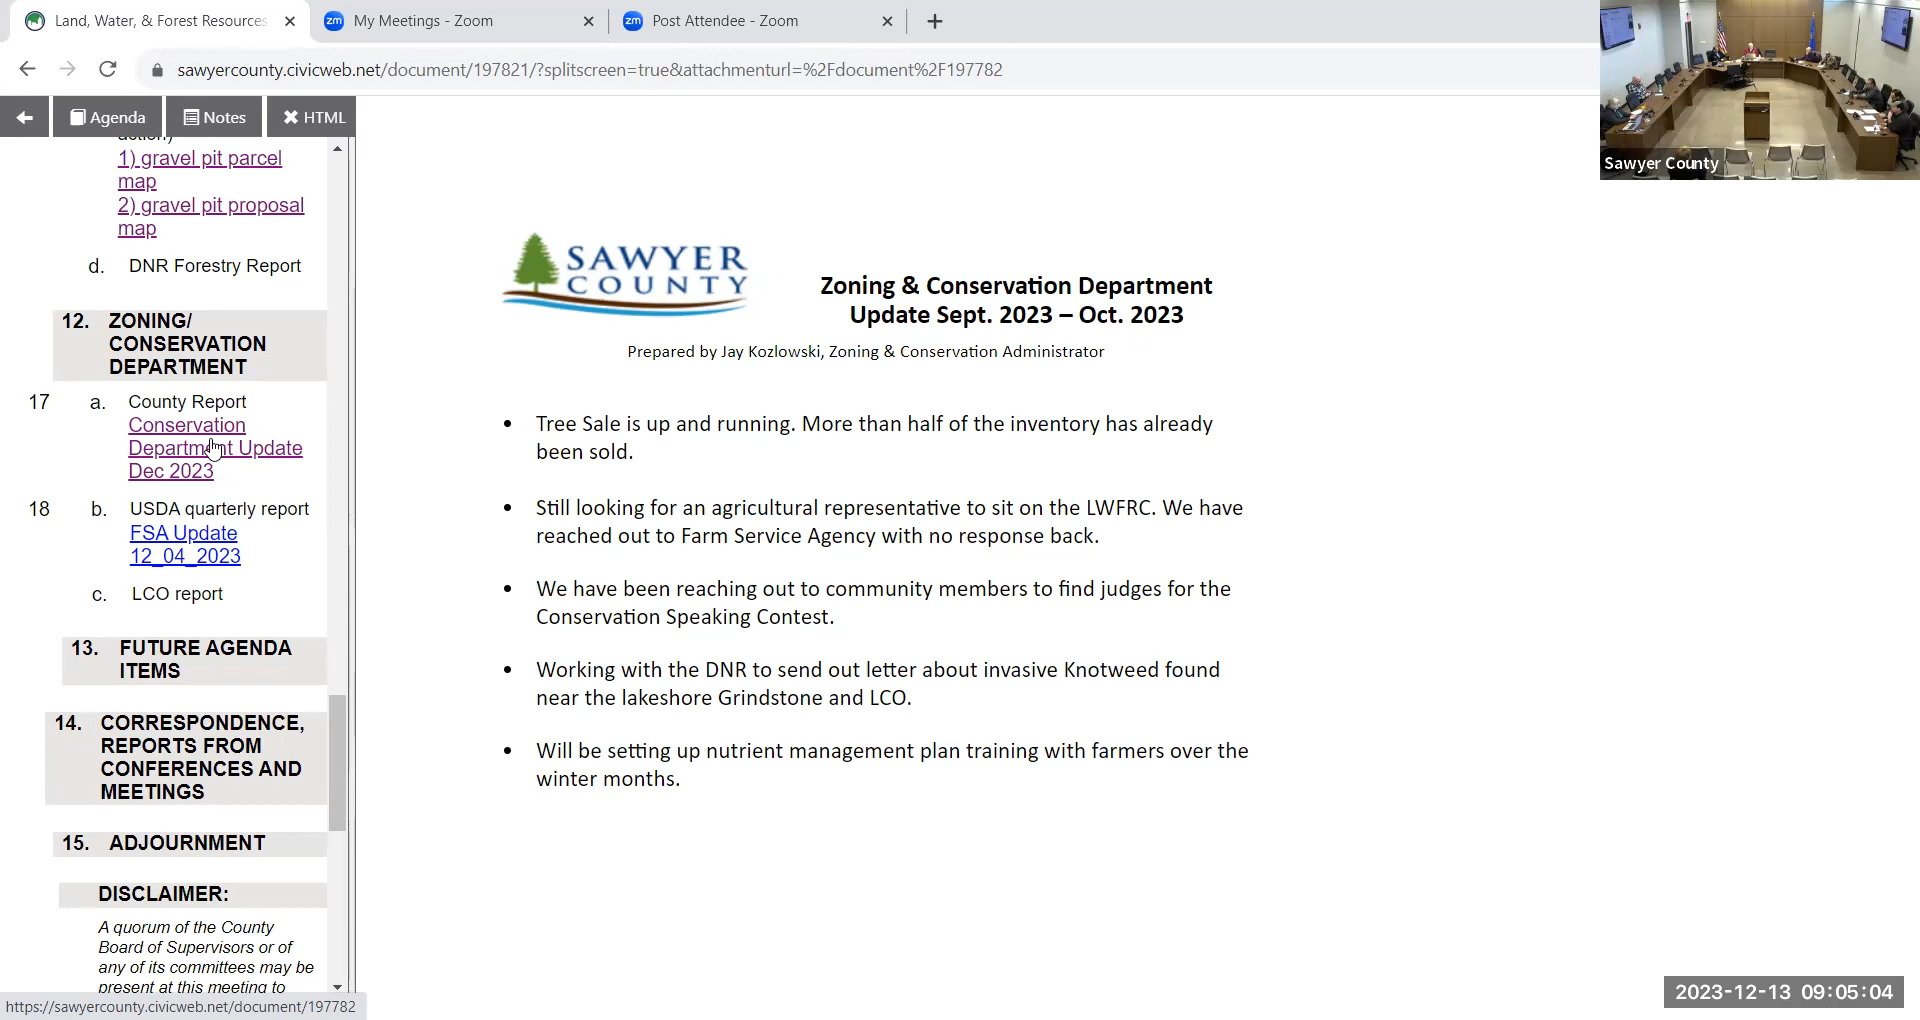 Land, Water, & Forest Resources
My Meetings - Zoom
Post Attendee - Zoom
sawyercounty.civicweb.net/document/197821/?splitscreen=true&attachmenturl=%2Fdocument%2F197782
Agenda
Notes
HTML
action)
1) gravel pit parcel
map
2) gravel pit proposal
map
d. DNR Forestry Report
12. ZONING/
CONSERVATION
DEPARTMENT
17 a. County Report
Conservation
Department Update
Dec 2023
18 b. USDA quarterly report
FSA Update
12_04_2023
c. LCO report
13. FUTURE AGENDA
ITEMS
14. CORRESPONDENCE,
REPORTS FROM
CONFERENCES AND
MEETINGS
15. ADJOURNMENT
DISCLAIMER:
A quorum of the County
Board of Supervisors or of
any of its committees may be
present at this meeting to
https://sawyercounty.civicweb.net/document/197782
SAWYER
COUNTY
Zoning & Conservation Department
Update Sept. 2023 – Oct. 2023
Prepared by Jay Kozlowski, Zoning & Conservation Administrator
• Tree Sale is up and running. More than half of the inventory has already
been sold.
• Still looking for an agricultural representative to sit on the LWFRC. We have
reached out to Farm Service Agency with no response back.
• We have been reaching out to community members to find judges for the
Conservation Speaking Contest.
• Working with the DNR to send out letter about invasive Knotweed found
near the lakeshore Grindstone and LCO.
• Will be setting up nutrient management plan training with farmers over the
winter months.
Sawyer County
2023-12-13 09:05:04